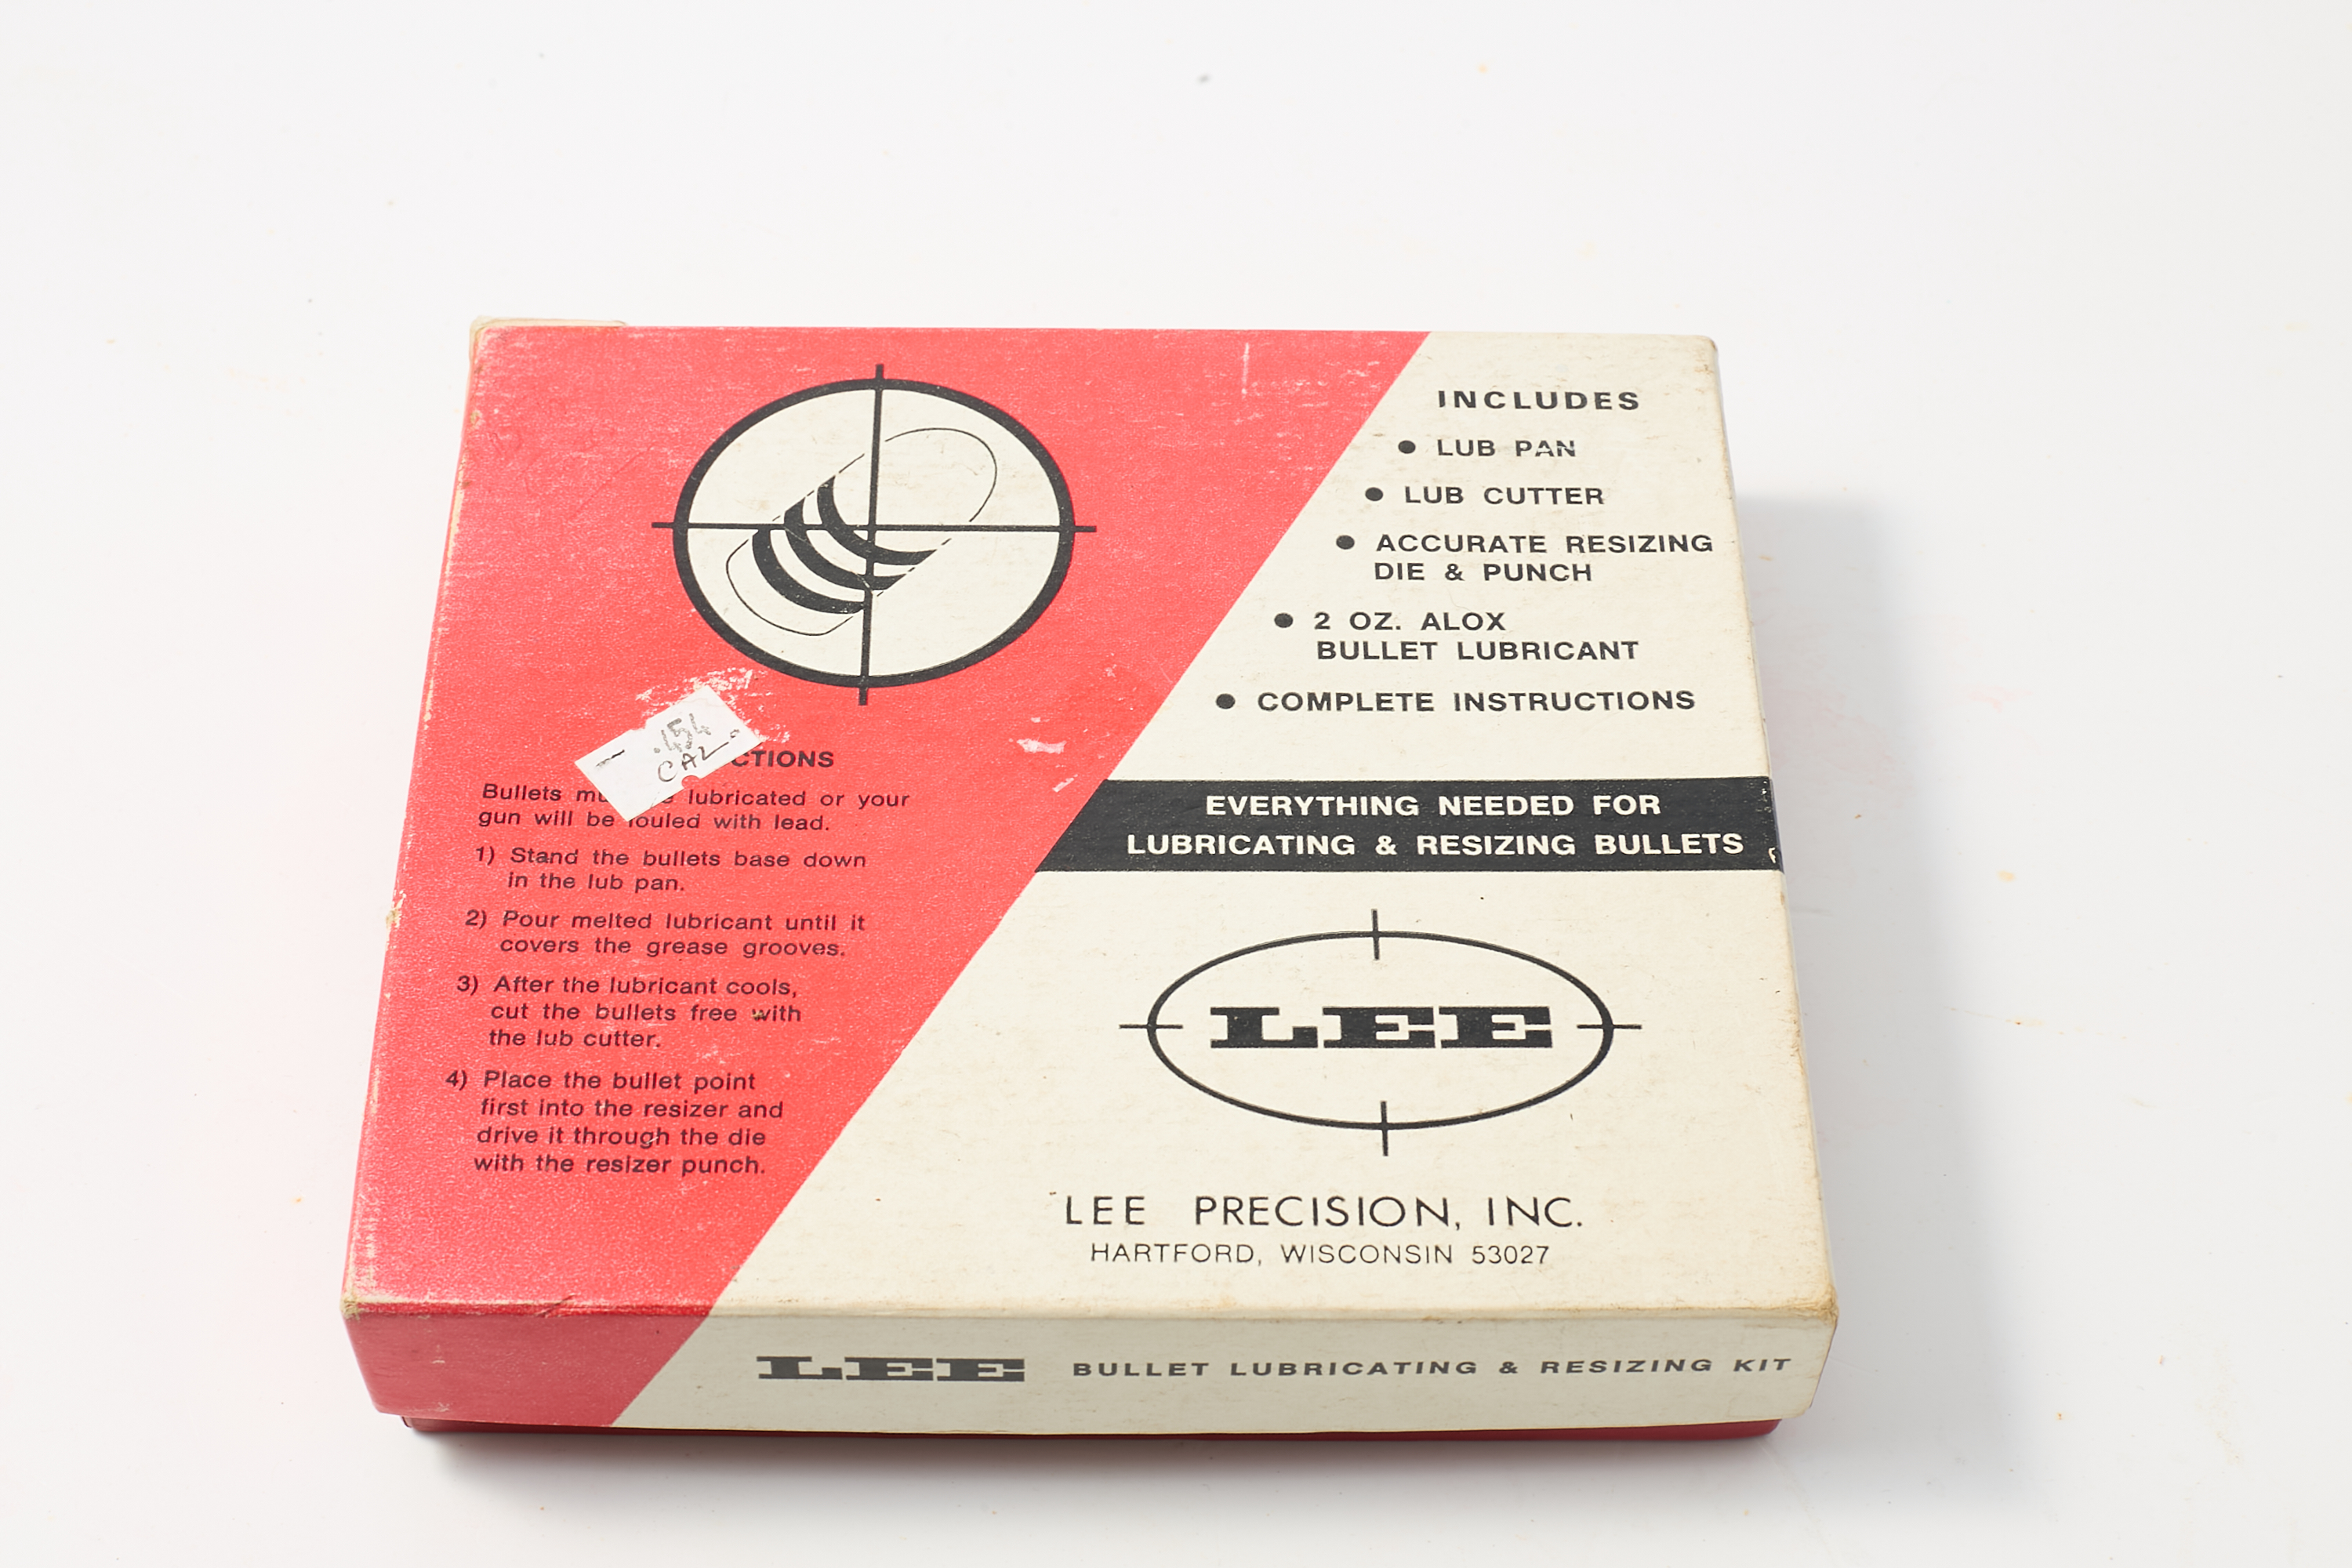 .454
CAL.
CTIONS
Bullets lubricated or your
gun will be fouled with lead.
1) Stand the bullets base down
in the lub pan.
2) Pour melted lubricant until it
covers the grease grooves.
3) After the lubricant cools,
cut the bullets free with
the lub cutter.
4) Place the bullet point
first into the resizer and
drive it through the die
with the resizer punch.
INCLUDES
● LUB PAN
● LUB CUTTER
● ACCURATE RESIZING
DIE & PUNCH
● 2 OZ. ALOX
BULLET LUBRICANT
● COMPLETE INSTRUCTIONS
EVERYTHING NEEDED FOR
LUBRICATING & RESIZING BULLETS
LEE
LEE PRECISION, INC.
HARTFORD, WISCONSIN 53027
LEE BULLET LUBRICATING & RESIZING KIT